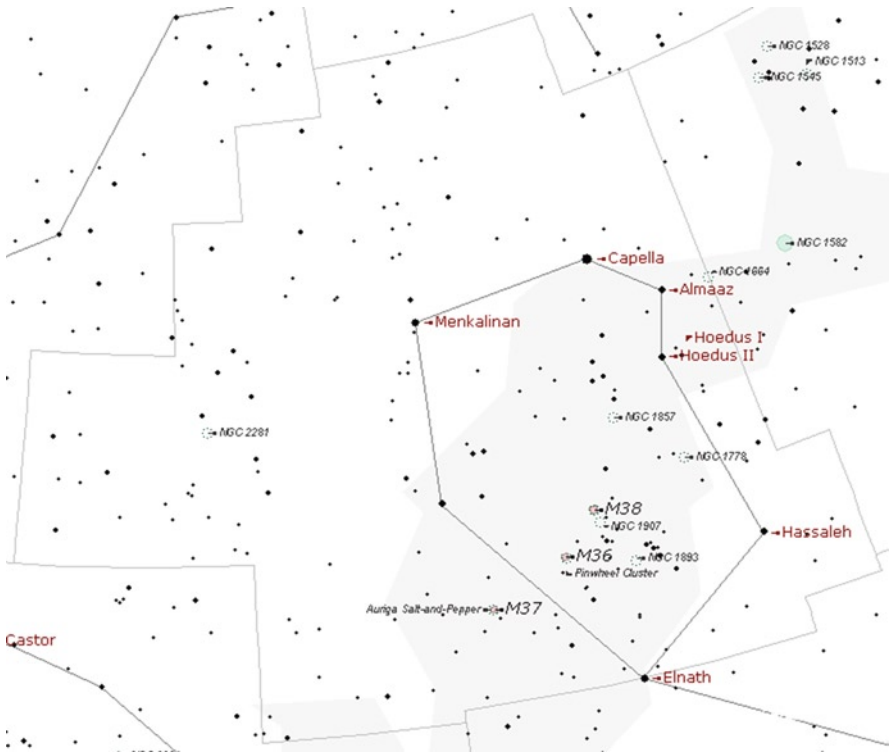 NGC 1528
NGC 1513
NGC 1545
NGC 1582
Capella
NGC 1664
Almaaz
Menkalinan
Hoedus I
Hoedus II
NGC 1857
NGC 2281
NGC 1778
M38
NGC 1907
Hassaleh
M36
NGC 1893
Pinwheel Cluster
Auriga Salt-and-Pepper
M37
Castor
Elnath